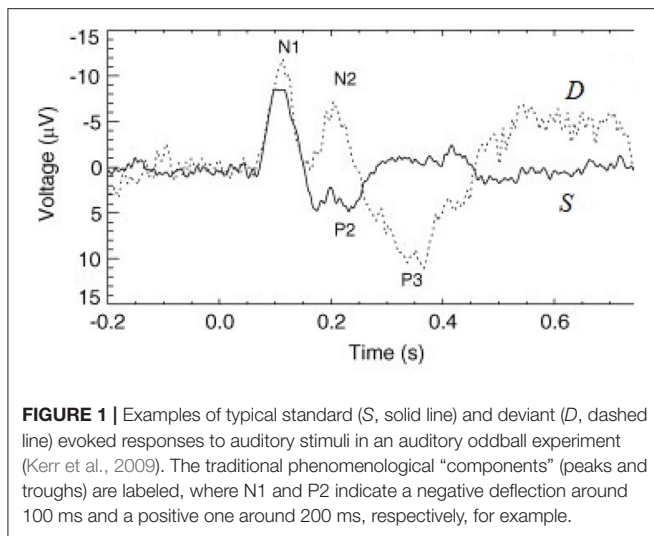 -15
-10
-5
0
5
10
15
Voltage (μV)
N1
N2
D
S
P2
P3
-0.2
0.0
0.2
0.4
0.6
Time (s)
FIGURE 1 | Examples of typical standard (S, solid line) and deviant (D, dashed
line) evoked responses to auditory stimuli in an auditory oddball experiment
(Kerr et al., 2009). The traditional phenomenological “components” (peaks and
troughs) are labeled, where N1 and P2 indicate a negative deflection around
100 ms and a positive one around 200 ms, respectively, for example.